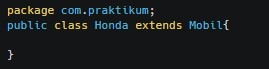 package com.praktikum;
public class Honda extends Mobil{

}